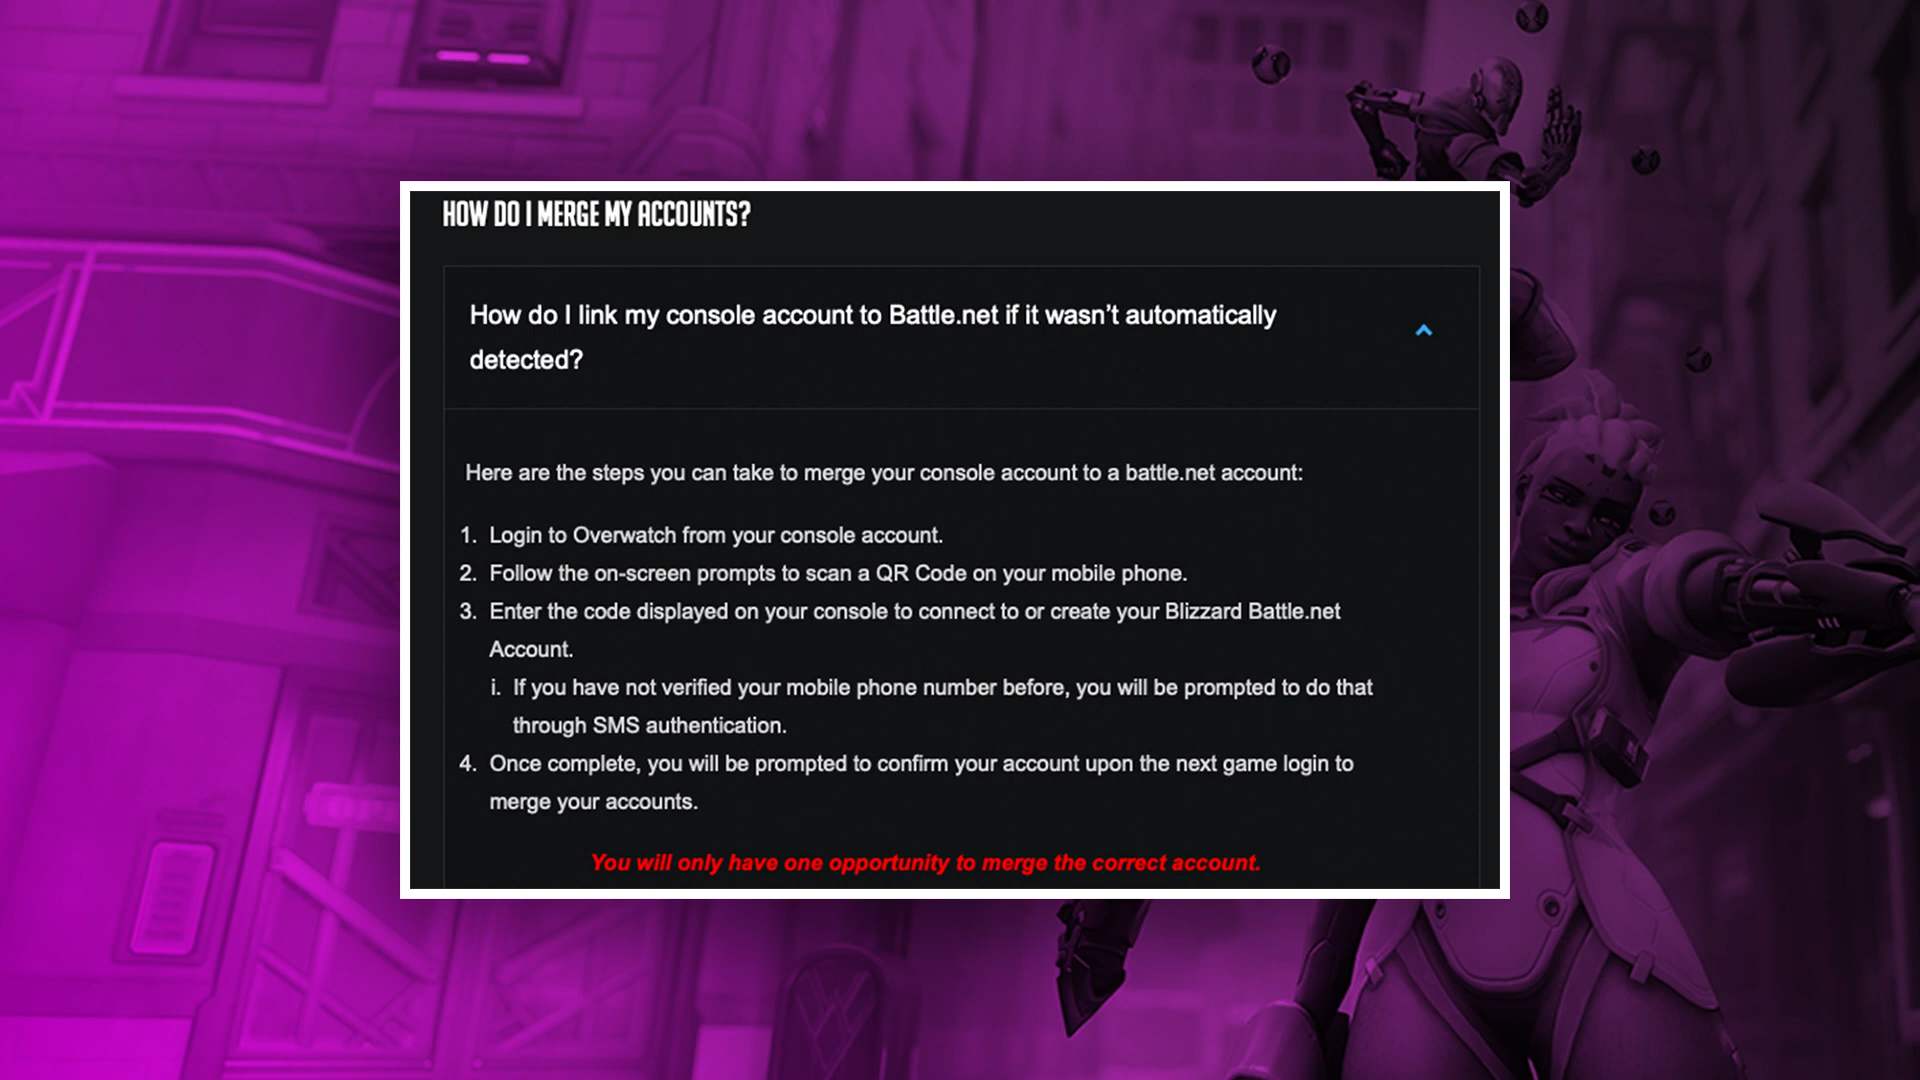 HOW DO I MERGE MY ACCOUNTS?
How do I link my console account to Battle.net if it wasn’t automatically
detected?
Here are the steps you can take to merge your console account to a battle.net account:
1. Login to Overwatch from your console account.
2. Follow the on-screen prompts to scan a QR Code on your mobile phone.
3. Enter the code displayed on your console to connect to or create your Blizzard Battle.net
Account.
i. If you have not verified your mobile phone number before, you will be prompted to do that
through SMS authentication.
4. Once complete, you will be prompted to confirm your account upon the next game login to
merge your accounts.
You will only have one opportunity to merge the correct account.